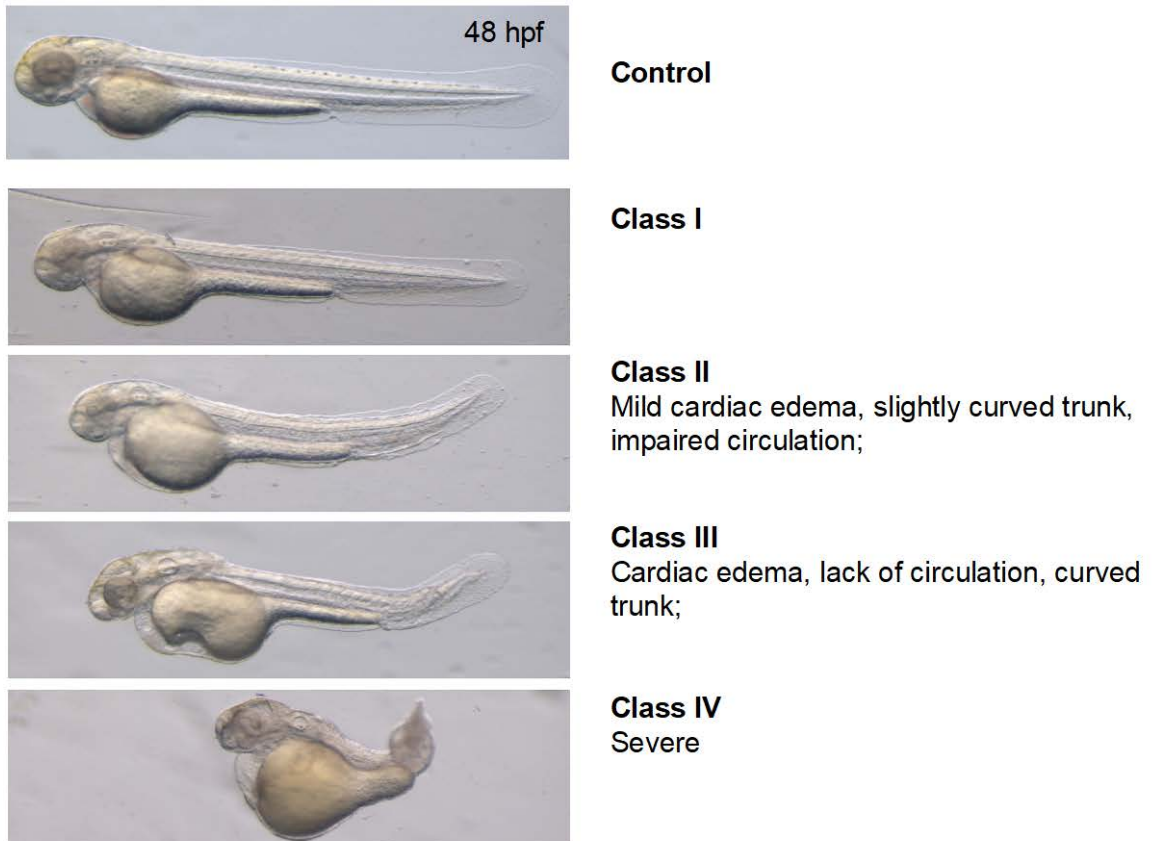 48 hpf
Control
Class I
Class II
Mild cardiac edema, slightly curved trunk,
impaired circulation;
Class III
Cardiac edema, lack of circulation, curved
trunk;
Class IV
Severe